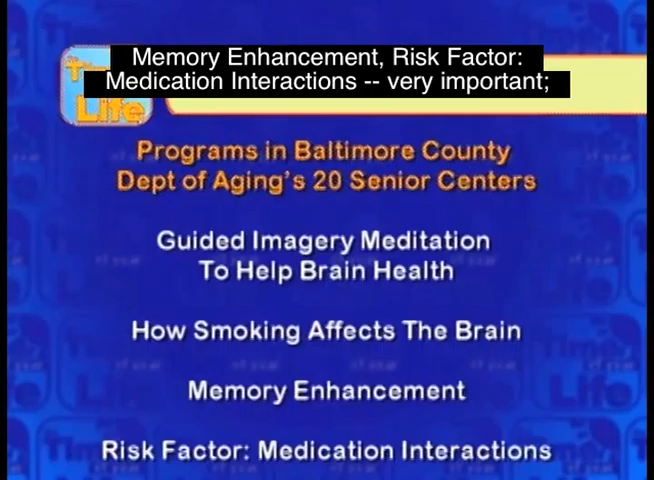 Memory Enhancement, Risk Factor:
Medication Interactions -- very important;
Life
Programs in Baltimore County
Dept of Aging's 20 Senior Centers
Guided Imagery Meditation
To Help Brain Health
How Smoking Affects The Brain
Memory Enhancement
Risk Factor: Medication Interactions